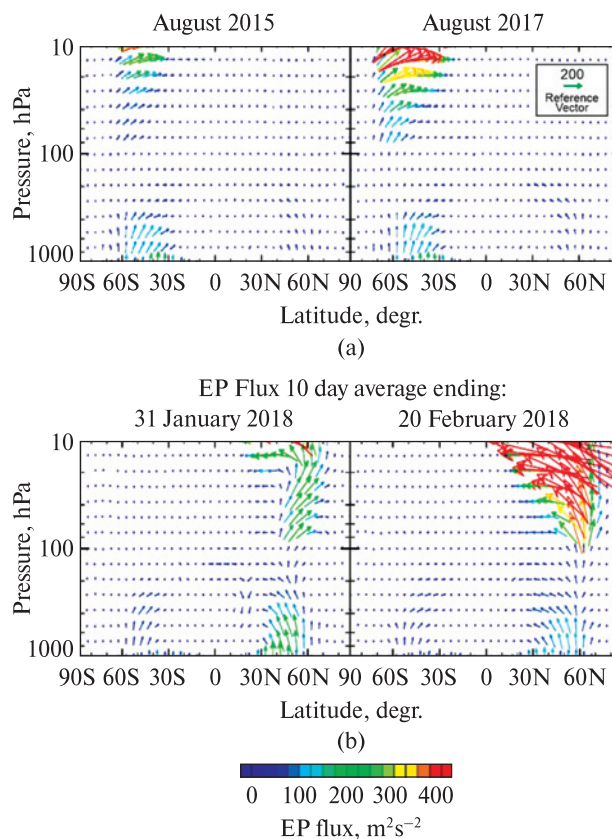 August 2015 August 2017
10
100
1000
Pressure, hPa
200
Reference
Vector
90S 60S 30S 0 30N 60N 90 60S 30S 0 30N 60N
Latitude, degr.
(a)
EP Flux 10 day average ending:
31 January 2018 20 February 2018
10
100
1000
Pressure, hPa
90S 60S 30S 0 30N 60N 90 60S 30S 0 30N 60N
Latitude, degr.
(b)
0 100 200 300 400
EP flux, m²s⁻²